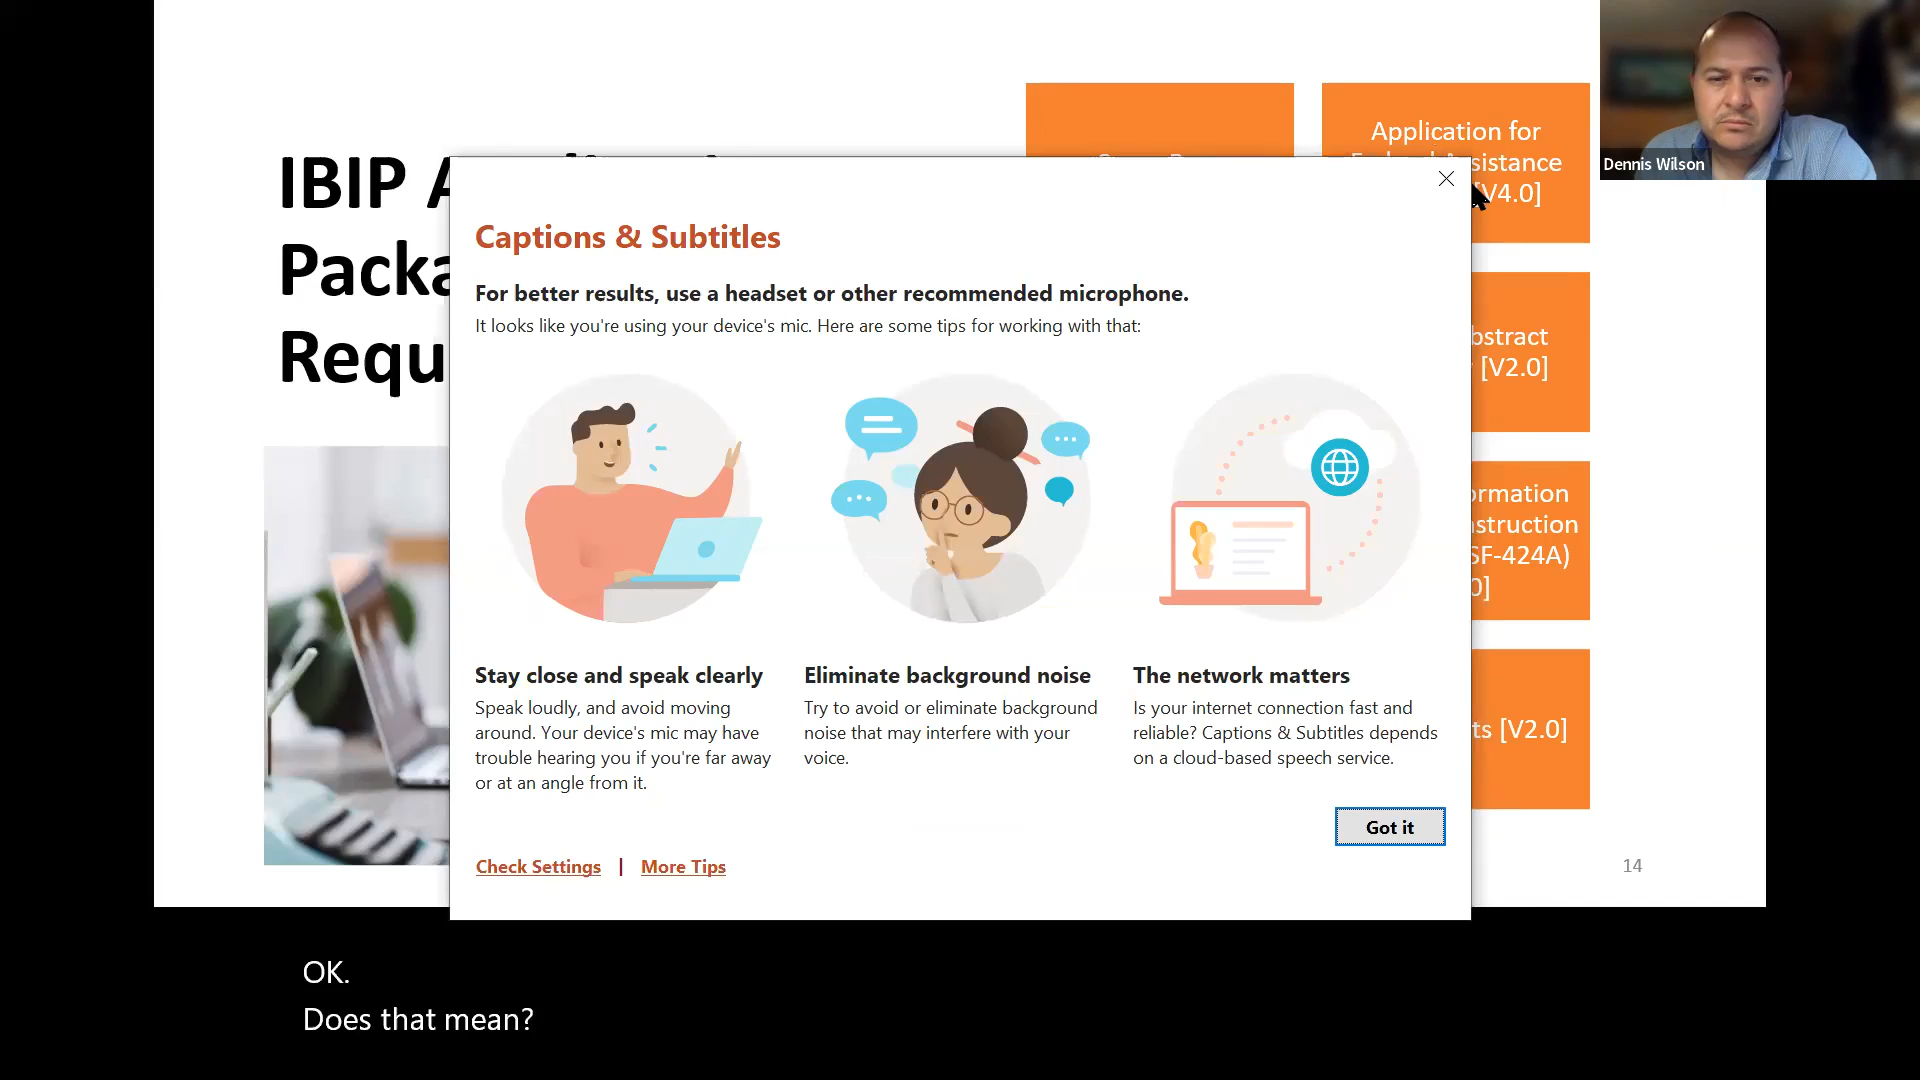 IBIP
Packa
Requ
Application for
sistance
[V4.0]
Dennis Wilson
bstract
[V2.0]
ormation
nstruction
SF-424A)
0]
ts [V2.0]
14
Captions & Subtitles
For better results, use a headset or other recommended microphone.
It looks like you're using your device's mic. Here are some tips for working with that:
Stay close and speak clearly
Speak loudly, and avoid moving
around. Your device's mic may have
trouble hearing you if you're far away
or at an angle from it.
Eliminate background noise
Try to avoid or eliminate background
noise that may interfere with your
voice.
The network matters
Is your internet connection fast and
reliable? Captions & Subtitles depends
on a cloud-based speech service.
Got it
Check Settings | More Tips
OK.
Does that mean?